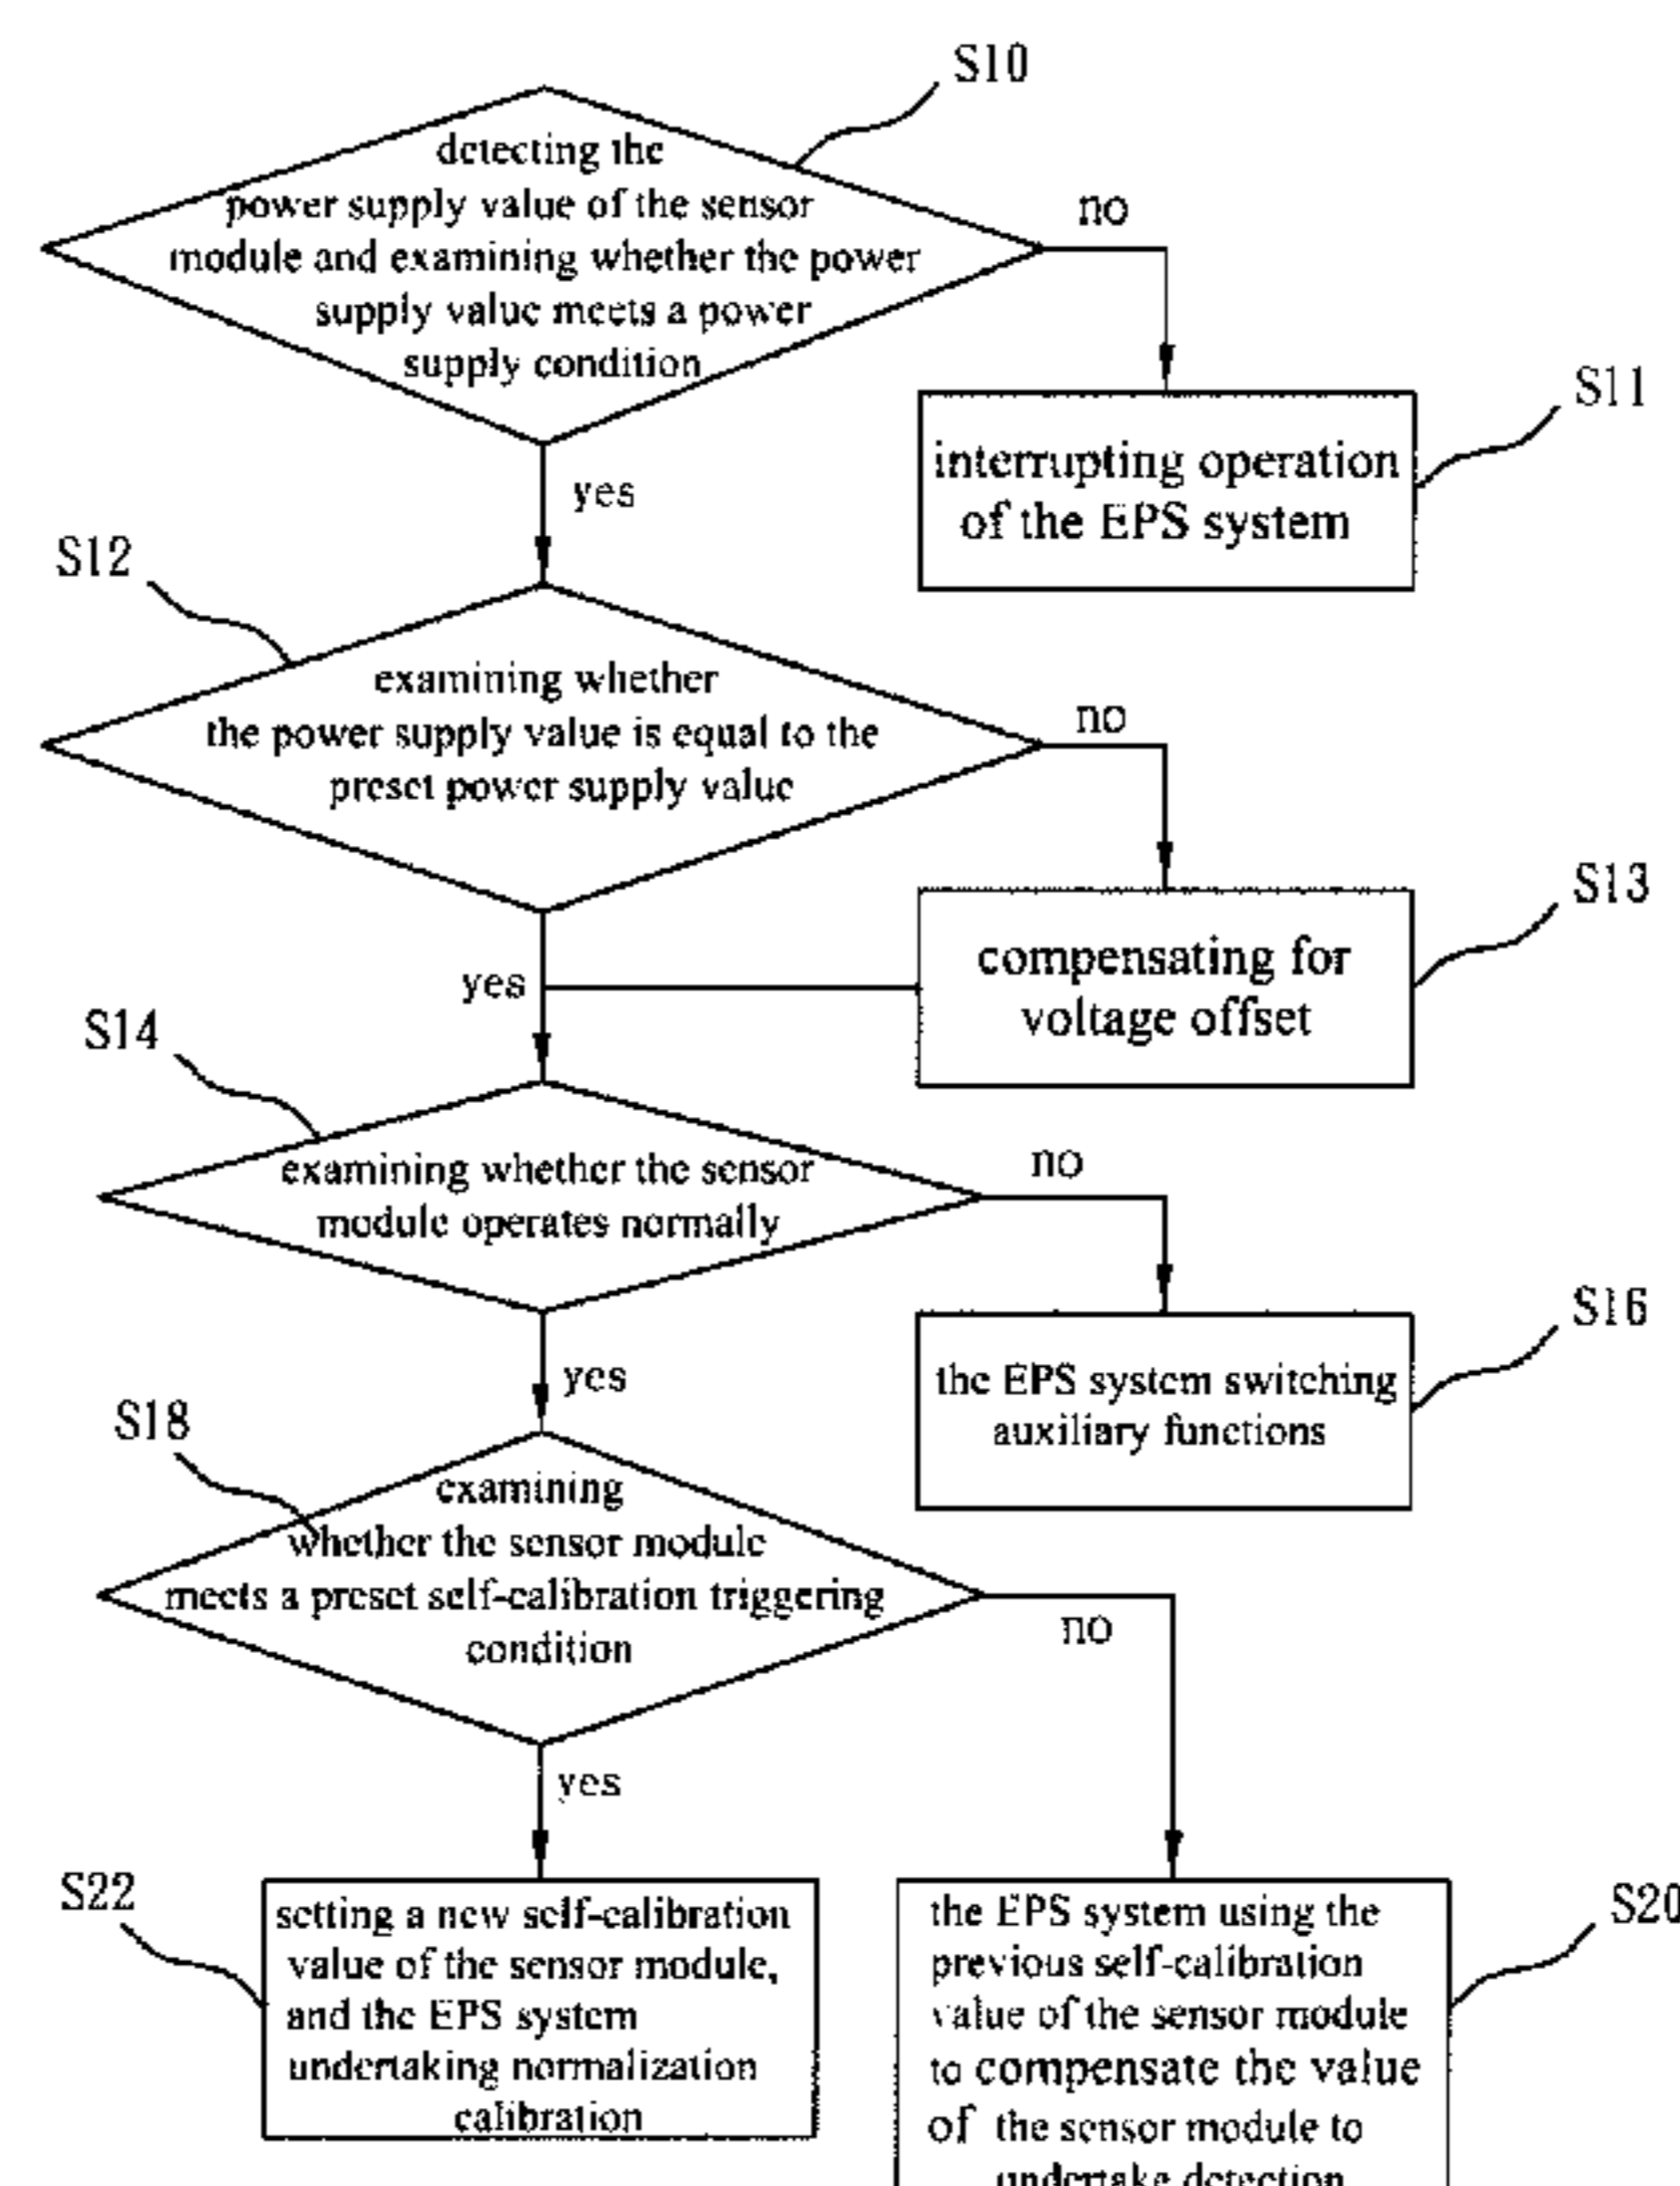 S10
detecting the
power supply value of the sensor
module and examining whether the power
supply value meets a power
supply condition
no
yes
S11
interrupting operation
of the EPS system
S12
examining whether
the power supply value is equal to the
preset power supply value
no
yes
S13
compensating for
voltage offset
S14
examining whether the sensor
module operates normally
no
yes
S16
the EPS system switching
auxiliary functions
S18
examining
whether the sensor module
meets a preset self-calibration triggering
condition
no
yes
S22
setting a new self-calibration
value of the sensor module,
and the EPS system
undertaking normalization
calibration
S20
the EPS system using the
previous self-calibration
value of the sensor module
to compensate the value
of the sensor module to
undertake detection